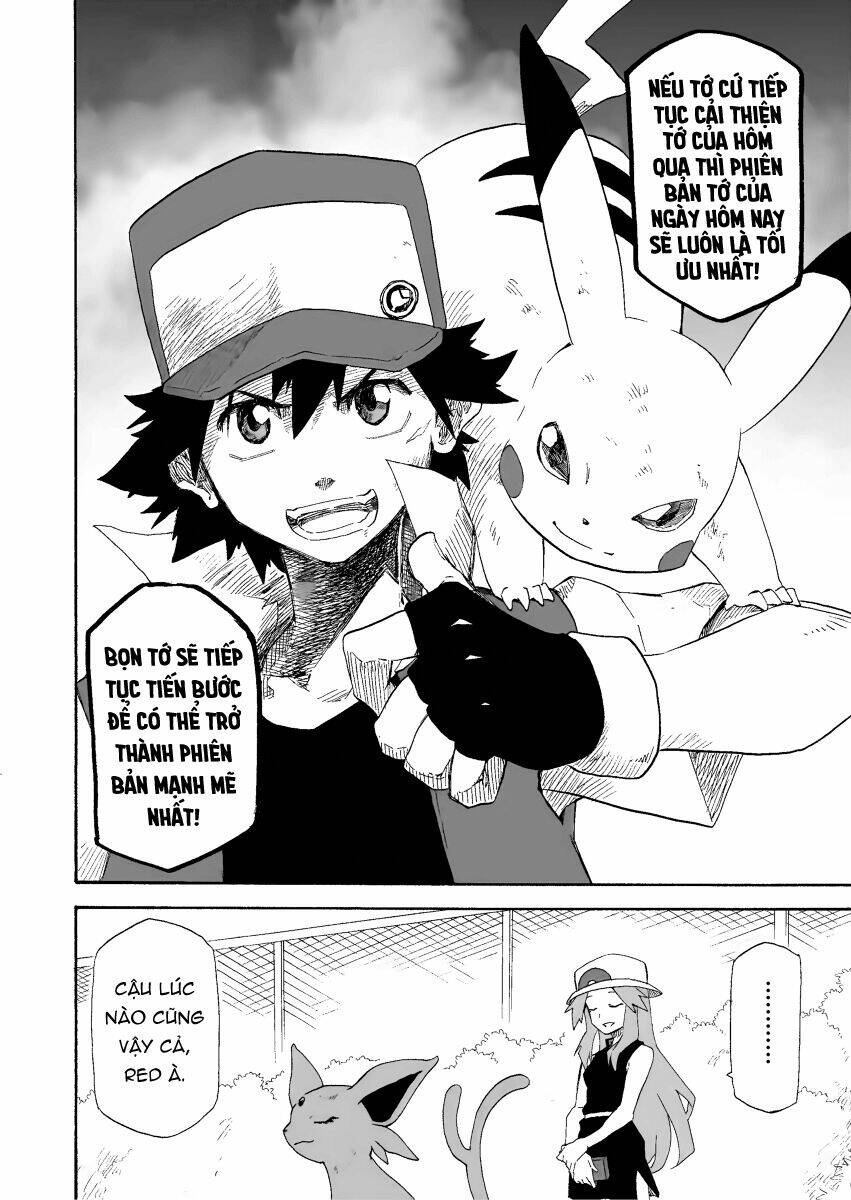 NẾU TỚ CỨ TIẾP
TỤC CẢI THIỆN
TỚ CỦA HÔM
QUA THÌ PHIÊN
BẢN TỚ CỦA
NGÀY HÔM NAY
SẼ LUÔN LÀ TỐI
ƯU NHẤT!
BỌN TỚ SẼ TIẾP
TỤC TIẾN BƯỚC
ĐỂ CÓ THỂ TRỞ
THÀNH PHIÊN
BẢN MẠNH MẼ
NHẤT!
.........
CẬU LÚC
NÀO CŨNG
VẬY CẢ,
RED À.